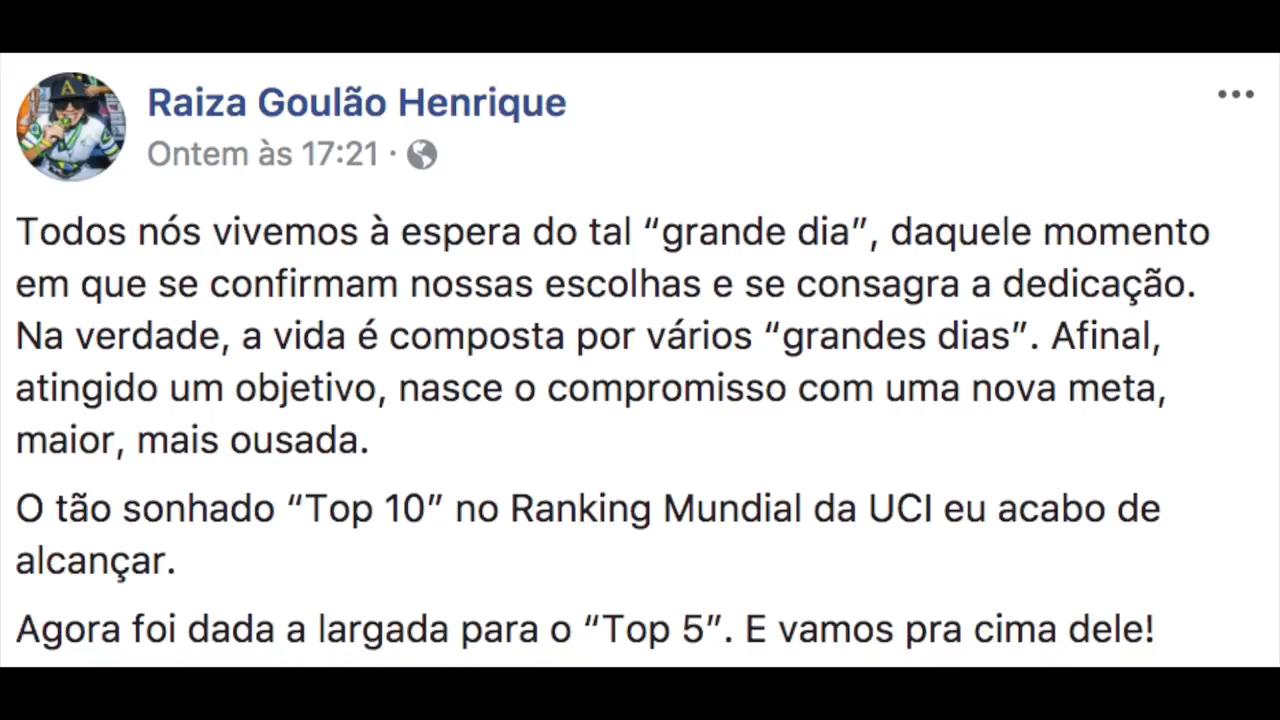 Raiza Goulão Henrique
Ontem às 17:21 ·
Todos nós vivemos à espera do tal “grande dia”, daquele momento
em que se confirmam nossas escolhas e se consagra a dedicação.
Na verdade, a vida é composta por vários “grandes dias”. Afinal,
atingido um objetivo, nasce o compromisso com uma nova meta,
maior, mais ousada.
O tão sonhado “Top 10” no Ranking Mundial da UCI eu acabo de
alcançar.
Agora foi dada a largada para o “Top 5”. E vamos pra cima dele!